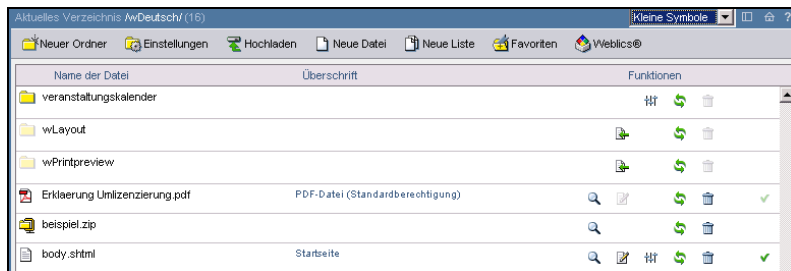 Aktuelles Verzeichnis /wDeutsch/ (16) Kleine Symbole ?
Neuer Ordner Einstellungen Hochladen Neue Datei Neue Liste Favoriten Weblics®
Name der Datei Überschrift Funktionen
veranstaltungskalender
wLayout
wPrintpreview
Erklaerung Umlizenzierung.pdf PDF-Datei (Standardberechtigung)
beispiel.zip
body.shtml Startseite